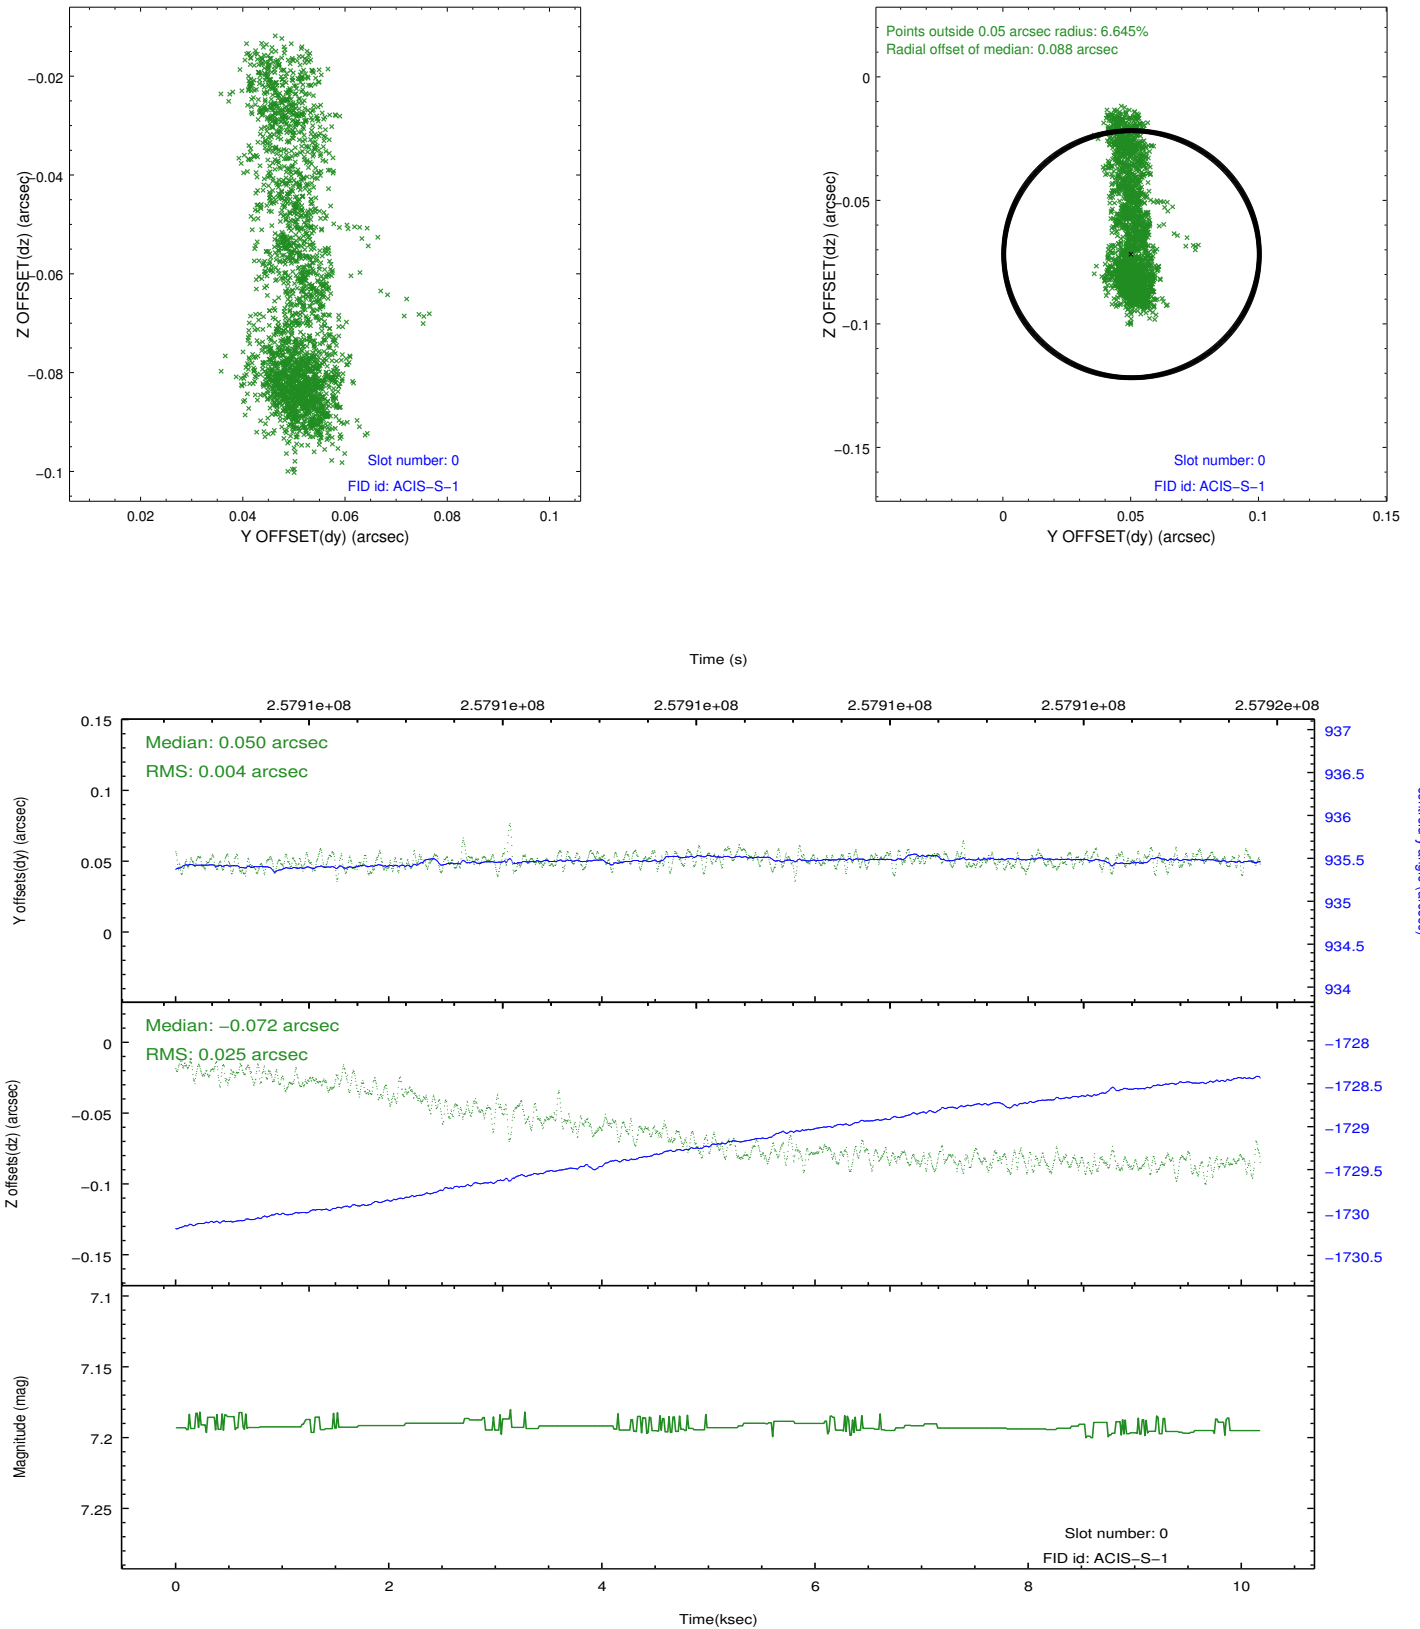 −0.02
−0.04
−0.06
−0.08
−0.1
Z OFFSET(dz) (arcsec)
Slot number: 0
FID id: ACIS−S−1
0.02
0.04
0.06
0.08
0.1
Y OFFSET(dy) (arcsec)
Points outside 0.05 arcsec radius: 6.645%
Radial offset of median: 0.088 arcsec
0
−0.05
−0.1
−0.15
Z OFFSET(dz) (arcsec)
Slot number: 0
FID id: ACIS−S−1
0
0.05
0.1
0.15
Y OFFSET(dy) (arcsec)
Time (s)
2.5791e+08
2.5791e+08
2.5791e+08
2.5791e+08
2.5791e+08
2.5792e+08
0.15
0.1
0.05
0
Y offsets(dy) (arcsec)
Median: 0.050 arcsec
RMS: 0.004 arcsec
937
936.5
936
935.5
935
934.5
934
0
−0.05
−0.1
−0.15
Z offsets(dz) (arcsec)
Median: −0.072 arcsec
RMS: 0.025 arcsec
−1728
−1728.5
−1729
−1729.5
−1730
−1730.5
7.1
7.15
7.2
7.25
Magnitude (mag)
Slot number: 0
FID id: ACIS−S−1
0
2
4
6
8
10
Time(ksec)